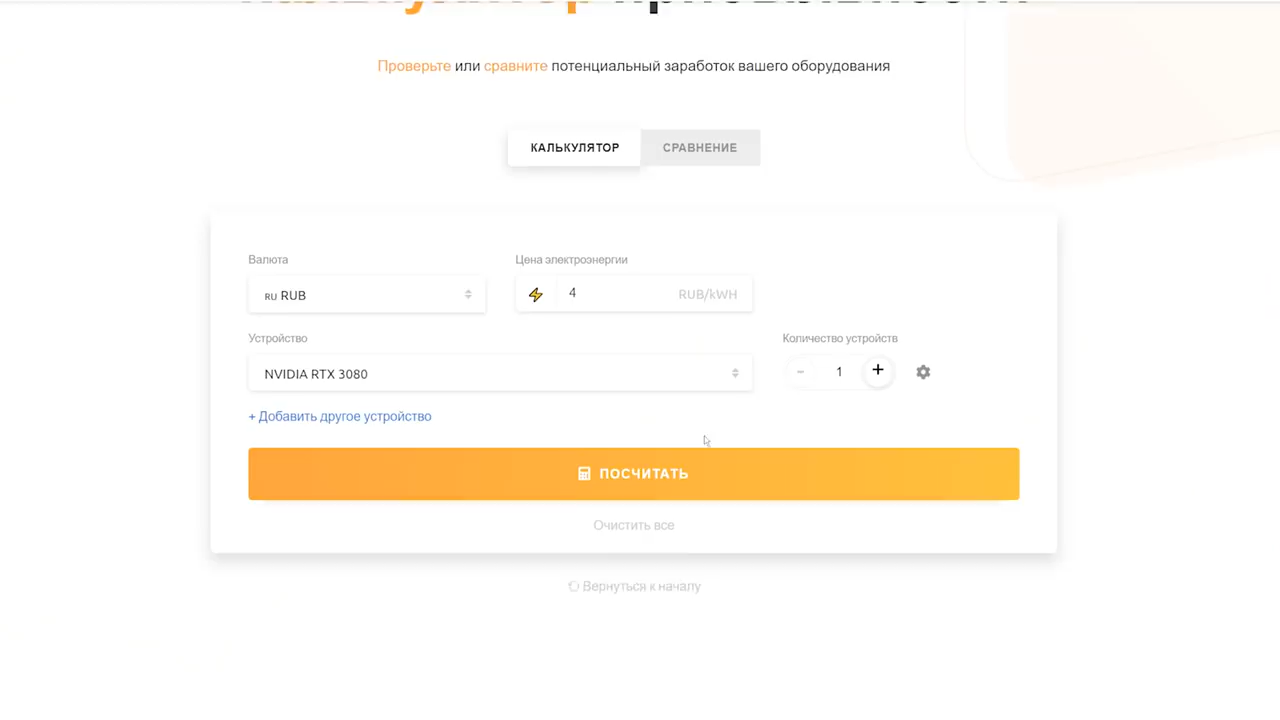 Проверьте или сравните потенциальный заработок вашего оборудования
КАЛЬКУЛЯТОР СРАВНЕНИЕ
Валюта Цена электроэнергии
RU RUB 4 RUB/kWH
Устройство Количество устройств
NVIDIA RTX 3080 - 1 +
+ Добавить другое устройство
ПОСЧИТАТЬ
Очистить все
Вернуться к началу